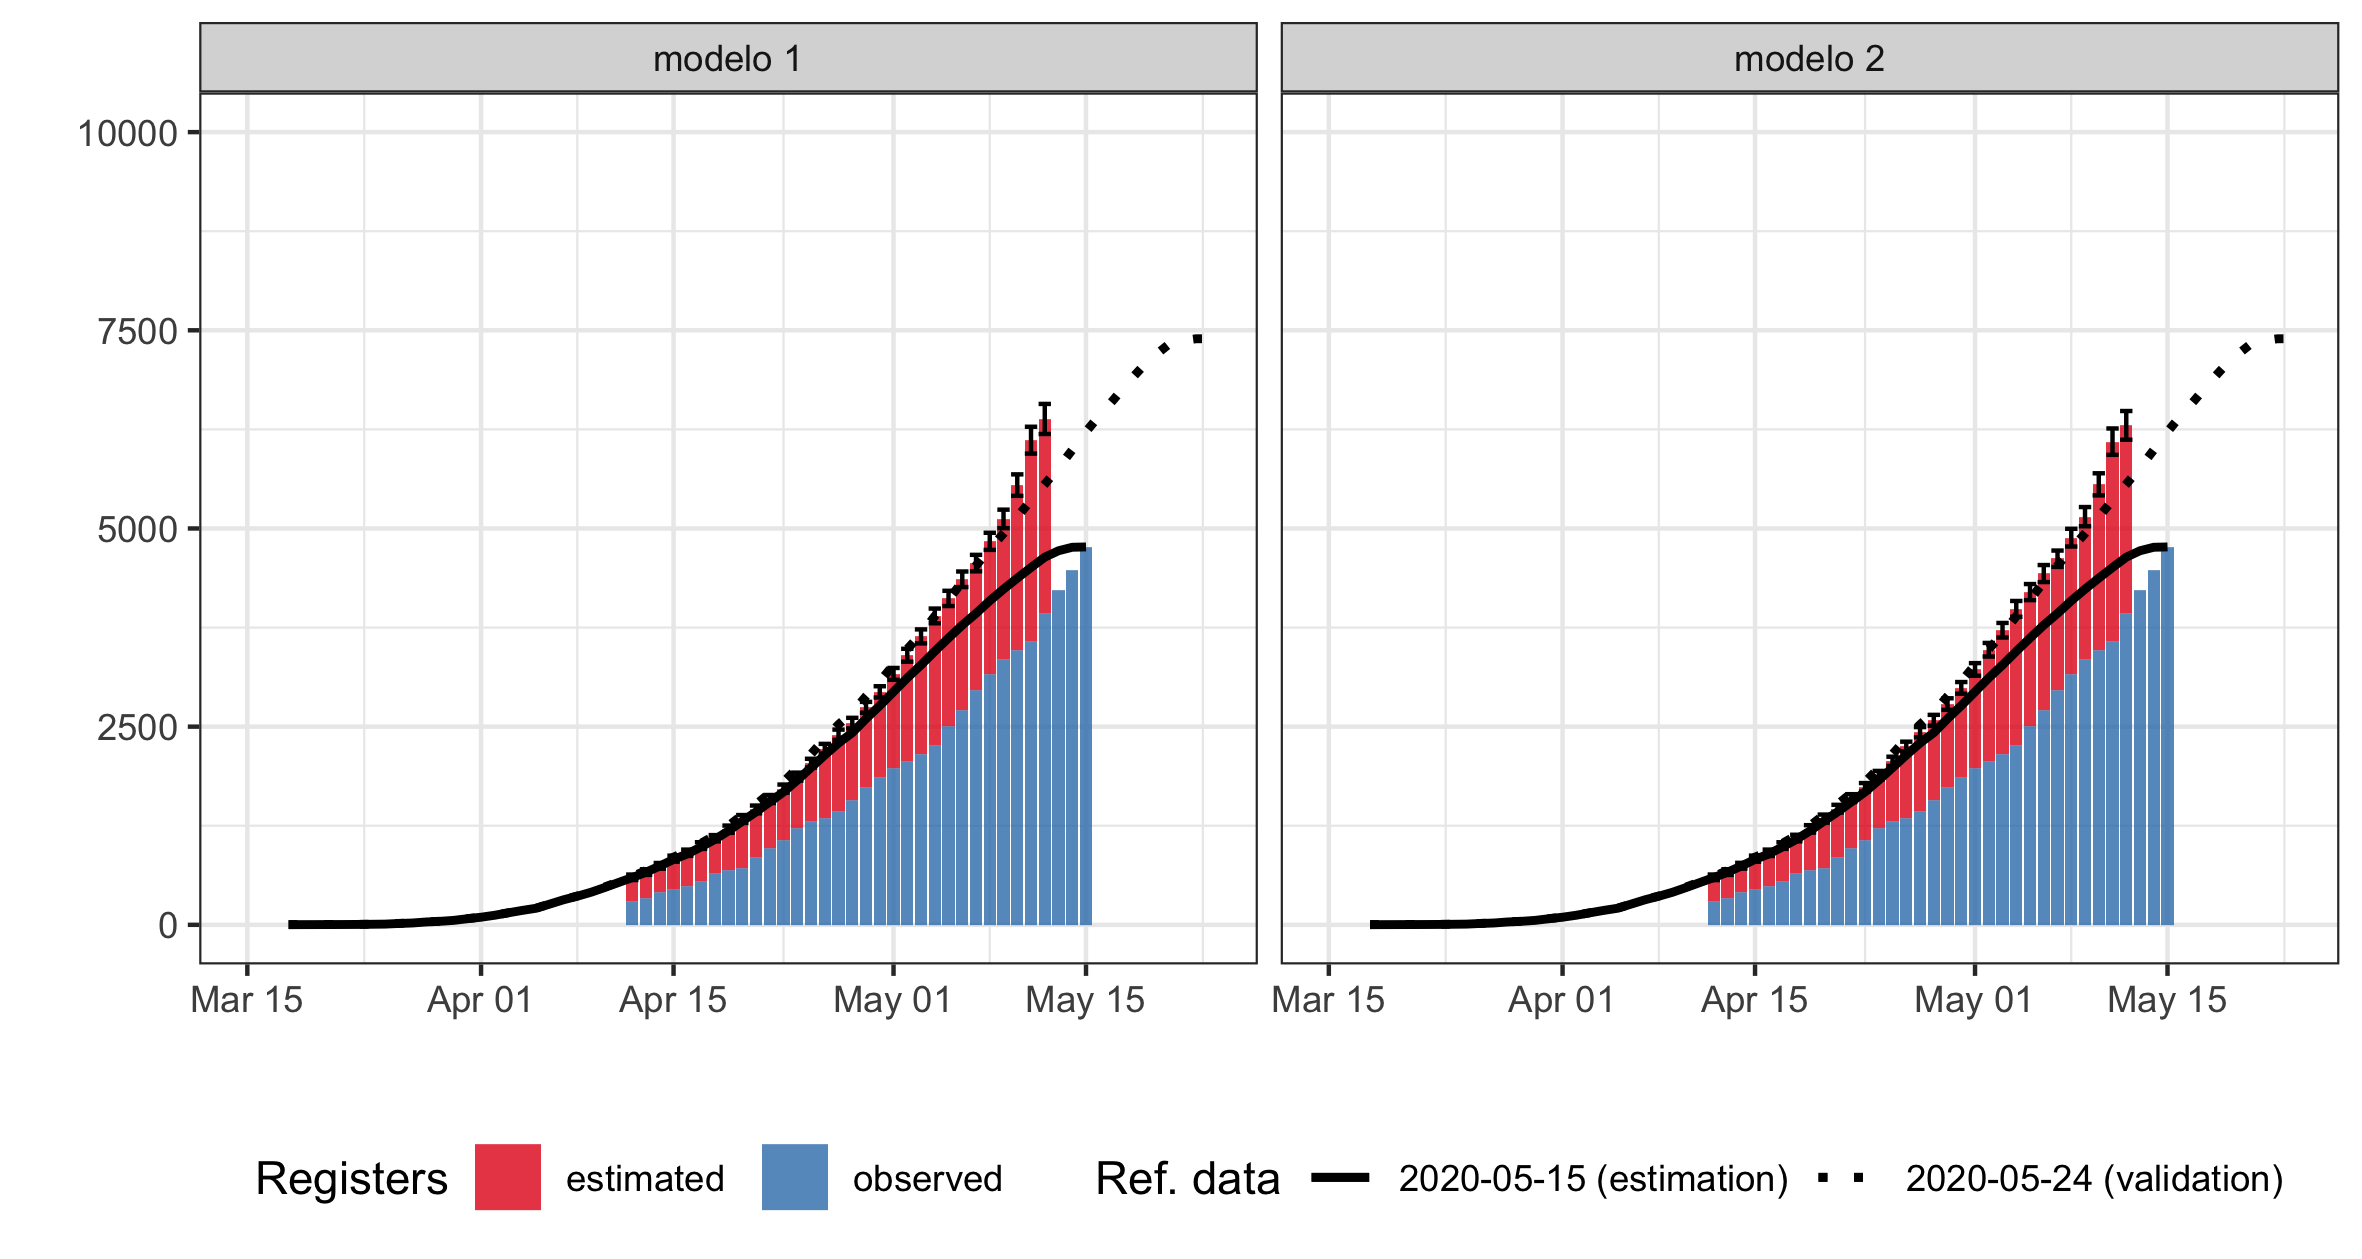 modelo 1
modelo 2
10000
7500
5000
2500
0
Mar 15 Apr 01 Apr 15 May 01 May 15
Mar 15 Apr 01 Apr 15 May 01 May 15
Registers estimated observed Ref. data 2020-05-15 (estimation) 2020-05-24 (validation)